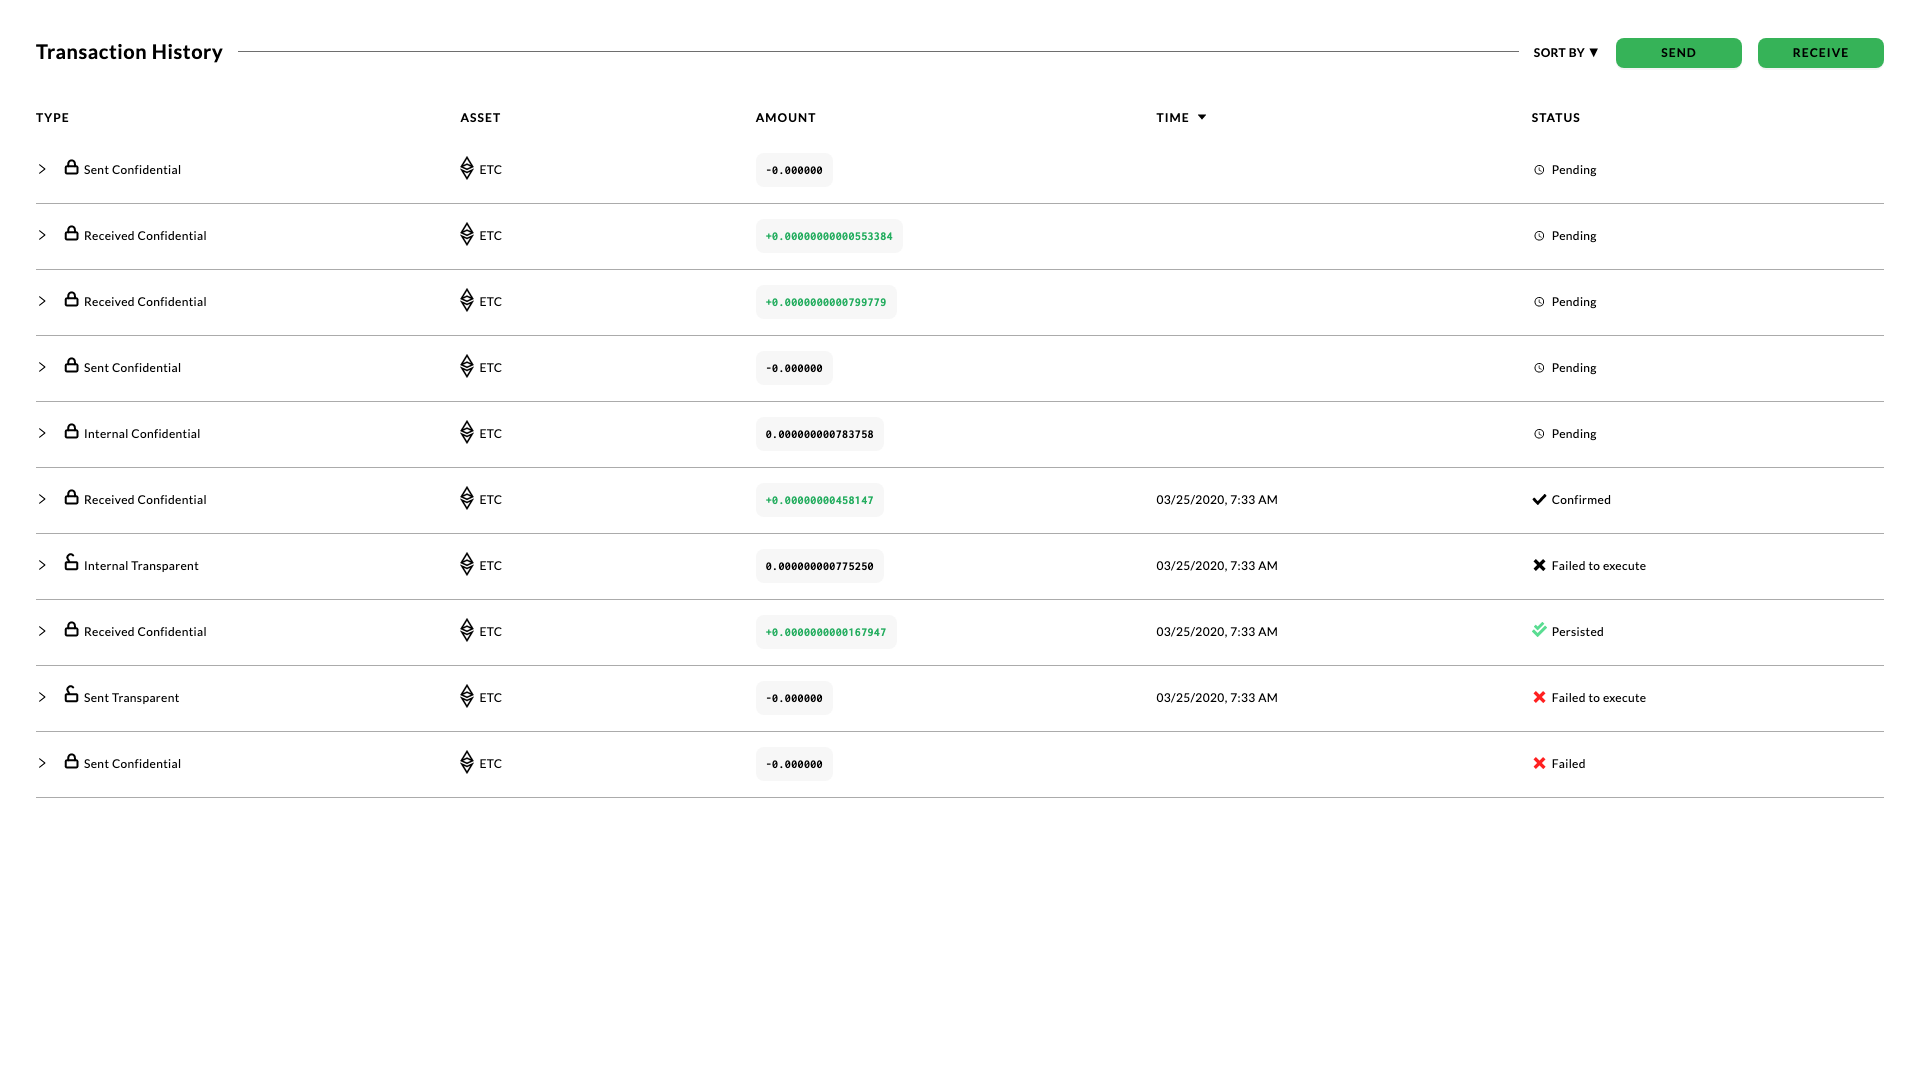 Transaction History SORT BY ▼ SEND RECEIVE
TYPE ASSET AMOUNT TIME STATUS
Sent Confidential ETC -0.000000 Pending
Received Confidential ETC +0.00000000000553384 Pending
Received Confidential ETC +0.0000000000799779 Pending
Sent Confidential ETC -0.000000 Pending
Internal Confidential ETC 0.000000000783758 Pending
Received Confidential ETC +0.00000000458147 03/25/2020, 7:33 AM Confirmed
Internal Transparent ETC 0.000000000775250 03/25/2020, 7:33 AM Failed to execute
Received Confidential ETC +0.0000000000167947 03/25/2020, 7:33 AM Persisted
Sent Transparent ETC -0.000000 03/25/2020, 7:33 AM Failed to execute
Sent Confidential ETC -0.000000 Failed